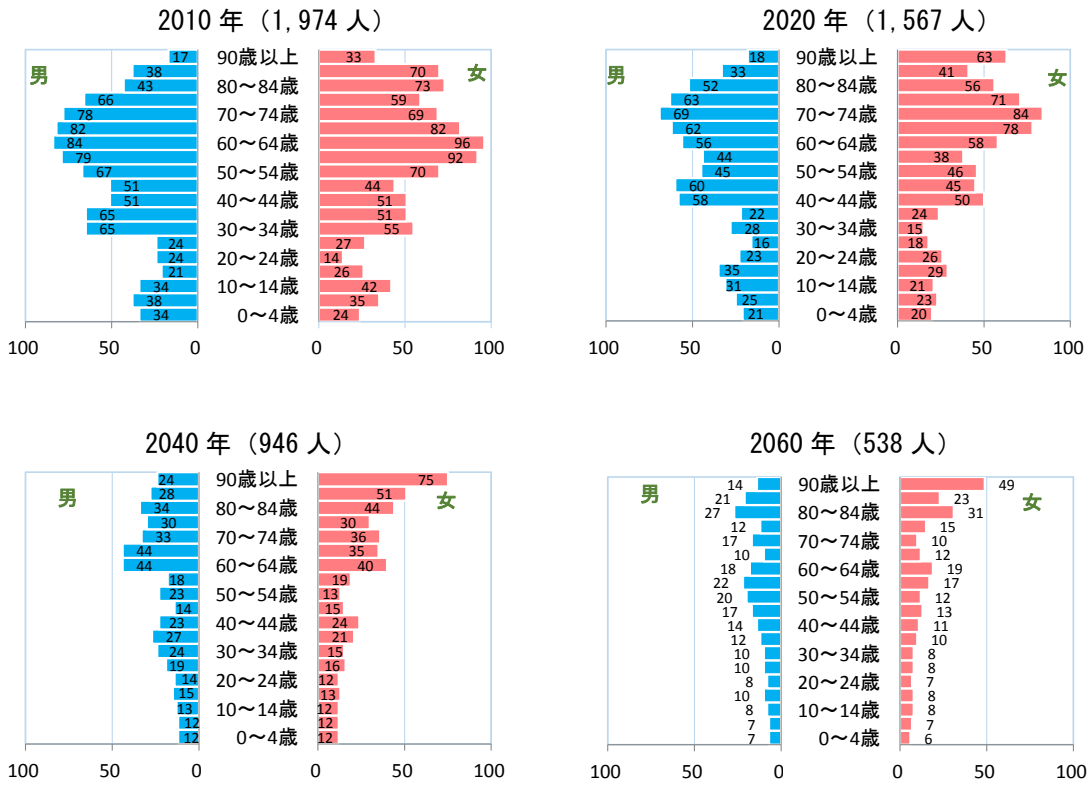 2010 年（1,974 人）
男 女
17 90歳以上 33
38 70
43 80～84歳 73
66 59
78 70～74歳 69
82 82
84 60～64歳 96
79 92
67 50～54歳 70
51 44
51 40～44歳 51
65 51
65 30～34歳 55
24 27
24 20～24歳 14
21 26
34 10～14歳 42
38 35
34 0～4歳 24
100 50 0 0 50 100
2020 年（1,567 人）
男 女
18 90歳以上 63
33 41
52 80～84歳 56
63 71
69 70～74歳 84
62 78
56 60～64歳 58
44 38
45 50～54歳 46
60 45
58 40～44歳 50
22 24
28 30～34歳 15
16 18
23 20～24歳 26
35 29
31 10～14歳 21
25 23
21 0～4歳 20
100 50 0 0 50 100
2040 年（946 人）
男 女
24 90歳以上 75
28 51
34 80～84歳 44
30 30
33 70～74歳 36
44 35
44 60～64歳 40
18 19
23 50～54歳 13
14 15
23 40～44歳 24
27 21
24 30～34歳 15
19 16
14 20～24歳 12
15 13
13 10～14歳 12
12 12
12 0～4歳 12
100 50 0 0 50 100
2060 年（538 人）
男 女
14 90歳以上 49
21 23
27 80～84歳 31
12 15
17 70～74歳 10
10 12
18 60～64歳 19
22 17
20 50～54歳 12
17 13
14 40～44歳 11
12 10
10 30～34歳 8
10 8
8 20～24歳 7
10 8
8 10～14歳 8
7 7
7 0～4歳 6
100 50 0 0 50 100